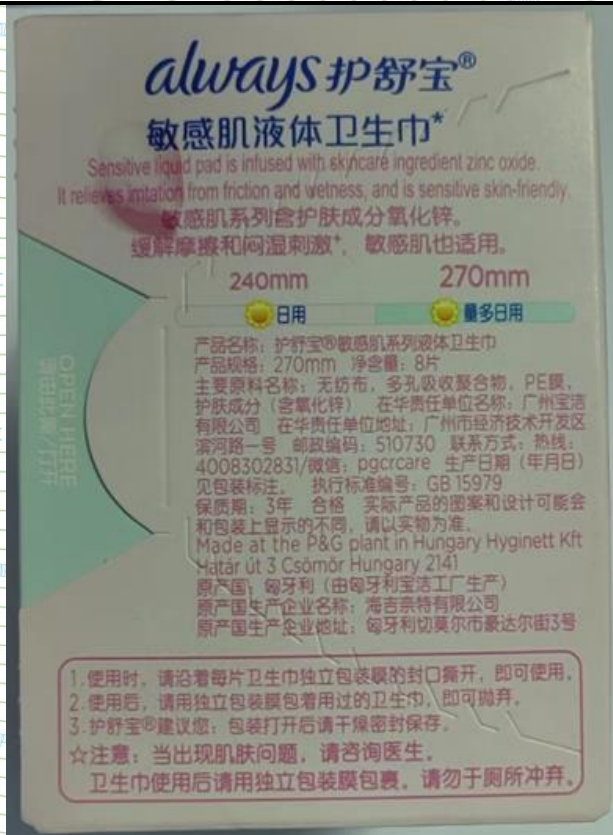 always 护舒宝®
敏感肌液体卫生巾*
Sensitive liquid pad is infused with skincare ingredient zinc oxide.
It relieves irritation from friction and wetness, and is sensitive skin-friendly.
敏感肌系列含护肤成分氧化锌。
缓解摩擦和闷湿刺激⁺，敏感肌也适用。
240mm 270mm
日用 量多日用
OPEN HERE
产品名称：护舒宝®敏感肌系列液体卫生巾
产品规格：270mm 净含量：8片
主要原料名称：无纺布，多孔吸收聚合物，PE膜，
护肤成分（含氧化锌） 在华责任单位名称：广州宝洁
有限公司 在华责任单位地址：广州市经济技术开发区
滨河路一号 邮政编码：510730 联系方式：热线：
4008302831/微信：pgcrcare 生产日期（年月日）
见包装标注。 执行标准编号：GB 15979
保质期：3年 合格 实际产品的图案和设计可能会
和包装上显示的不同，请以实物为准。
Made at the P&G plant in Hungary Hyginett Kft
Határ út 3 Csömör Hungary 2141
原产国：匈牙利（由匈牙利宝洁工厂生产）
原产国生产企业名称：海吉奈特有限公司
原产国生产企业地址：匈牙利切莫尔市豪达尔街3号
1.使用时，请沿着每片卫生巾独立包装膜的封口撕开，即可使用。
2.使用后，请用独立包装膜包着用过的卫生巾，即可抛弃。
3.护舒宝®建议您：包装打开后请干燥密封保存。
☆注意：当出现肌肤问题，请咨询医生。
卫生巾使用后请用独立包装膜包裹，请勿于厕所冲弃。